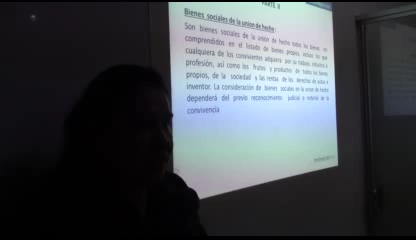 PARTE II
Bienes sociales de la union de hecho:
Son bienes sociales de la unión de hecho todos los bienes no
comprendidos en el listado de bienes propios, incluso los que
cualquiera de los convivientes adquiera por su trabajo, industria o
profesión, así como los frutos y productos de todos los bienes
propios, de la sociedad y las rentas de los derechos de autor e
inventor. La consideración de bienes sociales en la union de hecho
dependerá del previo reconocimiento judicial o notarial de la
convivencia